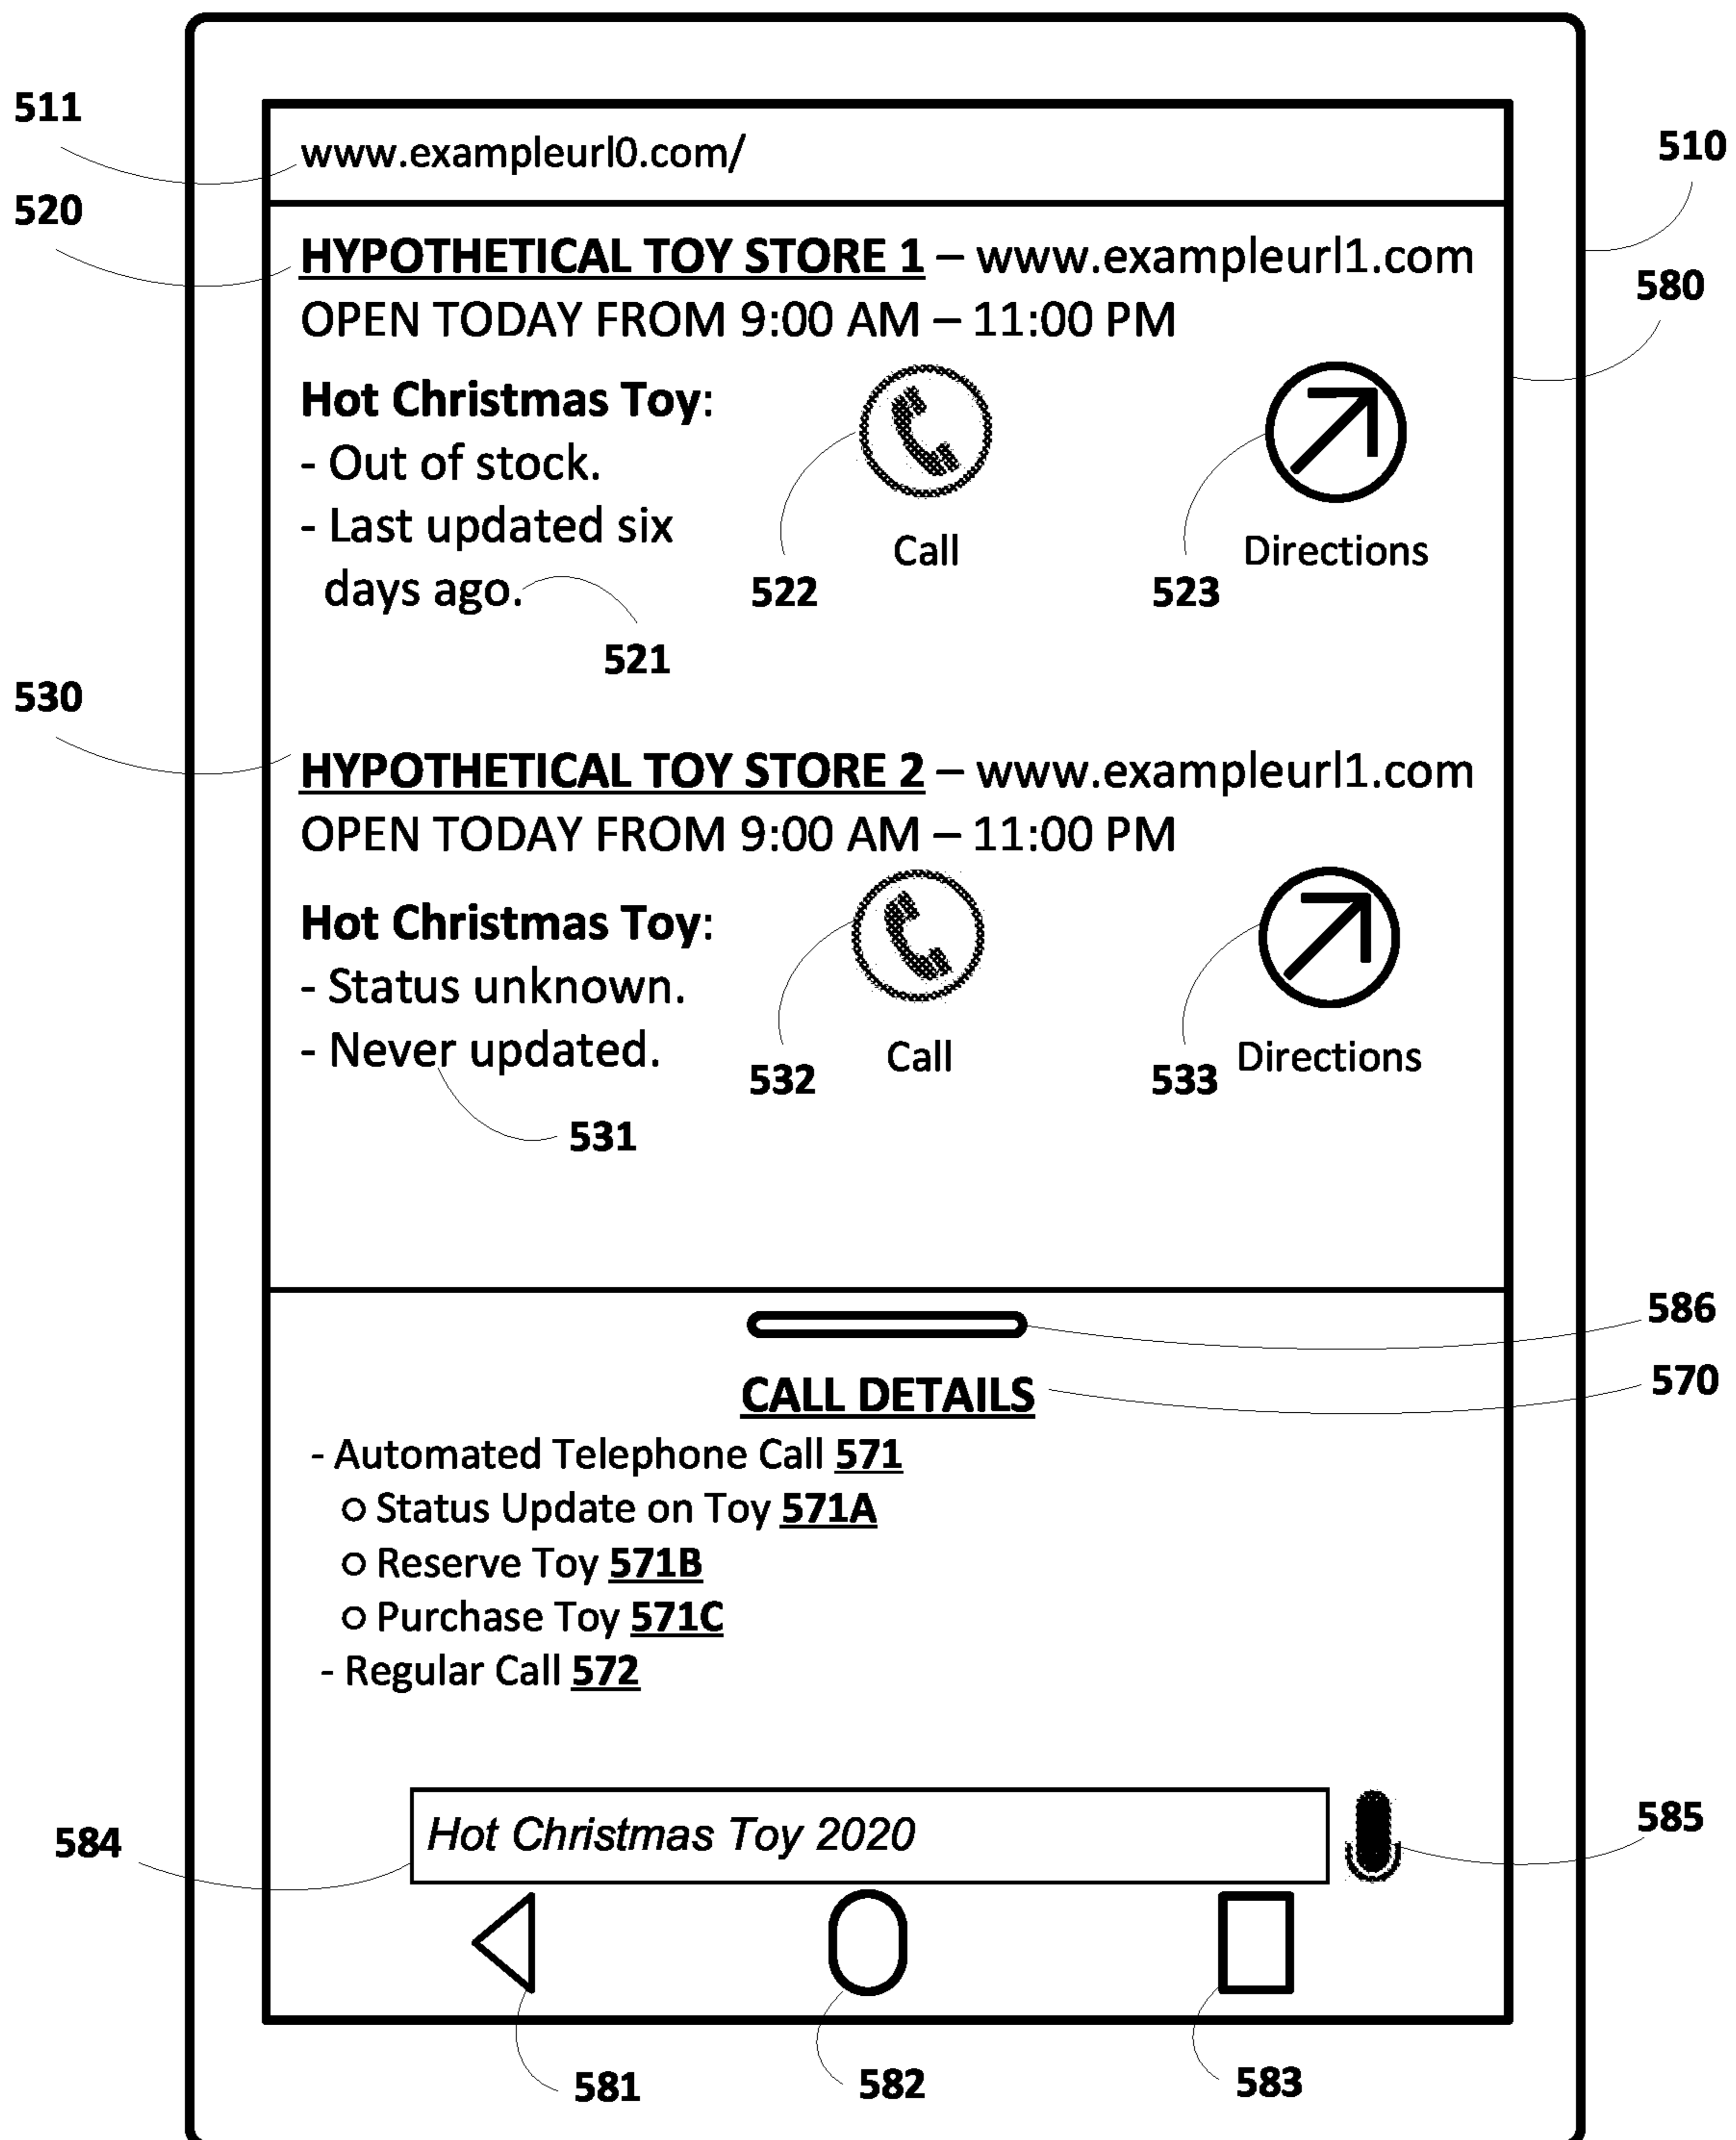 511
www.exampleurl0.com/
510
520
HYPOTHETICAL TOY STORE 1 – www.exampleurl1.com
580
OPEN TODAY FROM 9:00 AM – 11:00 PM
Hot Christmas Toy:
- Out of stock.
- Last updated six
days ago.
Call
Directions
522
523
521
530
HYPOTHETICAL TOY STORE 2 – www.exampleurl1.com
OPEN TODAY FROM 9:00 AM – 11:00 PM
Hot Christmas Toy:
- Status unknown.
- Never updated.
Call
Directions
532
533
531
586
570
CALL DETAILS
- Automated Telephone Call 571
○ Status Update on Toy 571A
○ Reserve Toy 571B
○ Purchase Toy 571C
- Regular Call 572
584
Hot Christmas Toy 2020
585
581
582
583